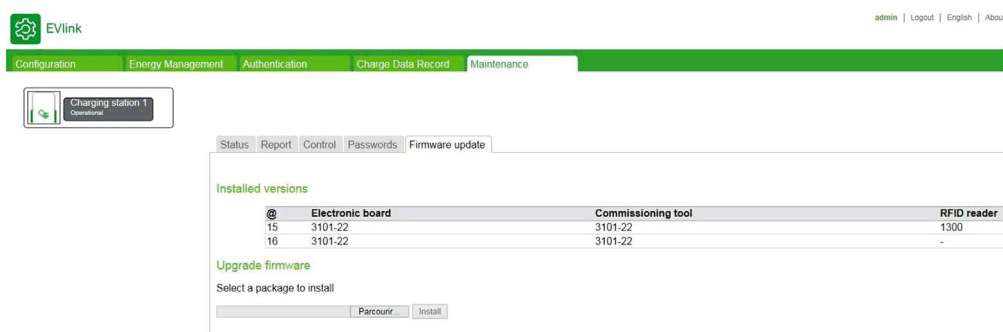 EVlink
admin | Logout | English | Abou
Configuration Energy Management Authentication Charge Data Record Maintenance
Charging station 1
Operational
Status Report Control Passwords Firmware update
Installed versions
@ Electronic board Commissioning tool RFID reader
15 3101-22 3101-22 1300
16 3101-22 3101-22 -
Upgrade firmware
Select a package to install
Parcourir... Install